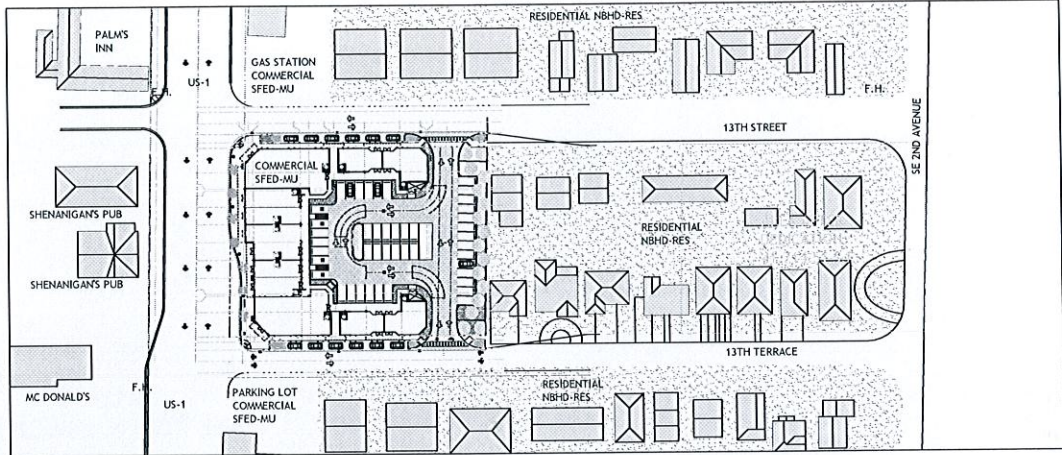 PALM'S
INN
US-1
F.H.
GAS STATION
COMMERCIAL
SFED-MU
RESIDENTIAL NBHD-RES
F.H.
13TH STREET
SE 2ND AVENUE
COMMERCIAL
SFED-MU
SHENANIGAN'S PUB
SHENANIGAN'S PUB
RESIDENTIAL
NBHD-RES
13TH TERRACE
MC DONALD'S
F.H.
US-1
PARKING LOT
COMMERCIAL
SFED-MU
RESIDENTIAL
NBHD-RES